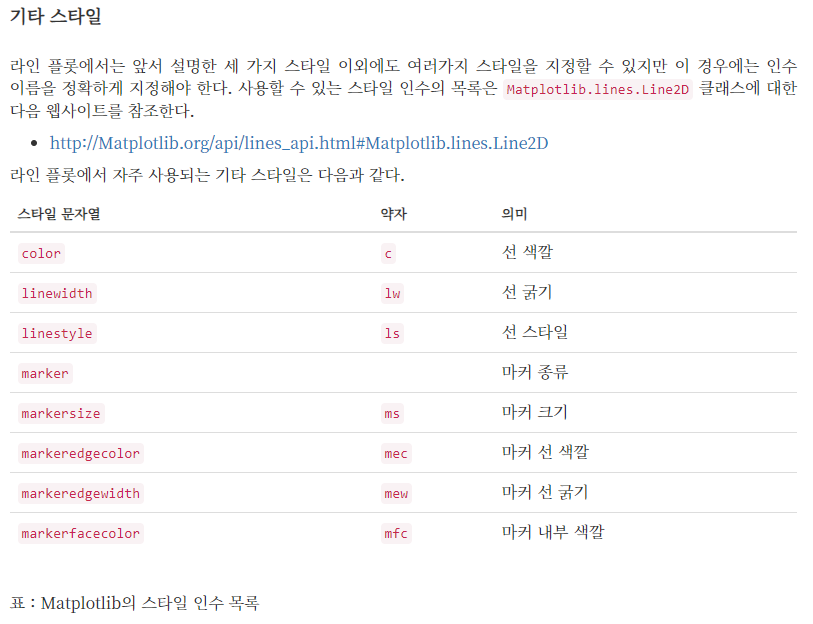 기타 스타일
라인 플롯에서는 앞서 설명한 세 가지 스타일 이외에도 여러가지 스타일을 지정할 수 있지만 이 경우에는 인수
이름을 정확하게 지정해야 한다. 사용할 수 있는 스타일 인수의 목록은 Matplotlib.lines.Line2D 클래스에 대한
다음 웹사이트를 참조한다.
• http://Matplotlib.org/api/lines_api.html#Matplotlib.lines.Line2D
라인 플롯에서 자주 사용되는 기타 스타일은 다음과 같다.
스타일 문자열 약자 의미
color c 선 색깔
linewidth lw 선 굵기
linestyle ls 선 스타일
marker 마커 종류
markersize ms 마커 크기
markeredgecolor mec 마커 선 색깔
markeredgewidth mew 마커 선 굵기
markerfacecolor mfc 마커 내부 색깔
표 : Matplotlib의 스타일 인수 목록